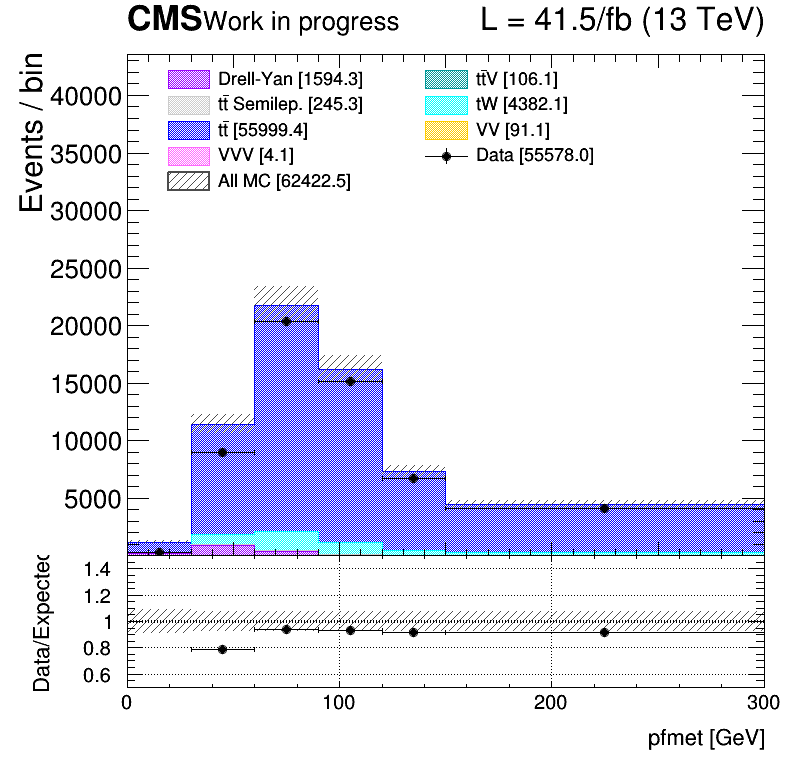 CMS Work in progress L = 41.5/fb (13 TeV)
Events / bin
Drell-Yan [1594.3]
tt̄ Semilep. [245.3]
tt̄ [55999.4]
VVV [4.1]
All MC [62422.5]
tt̄V [106.1]
tW [4382.1]
VV [91.1]
Data [55578.0]
40000
35000
30000
25000
20000
15000
10000
5000
Data/Expected
1.4
1.2
1
0.8
0.6
0 100 200 300
pfmet [GeV]